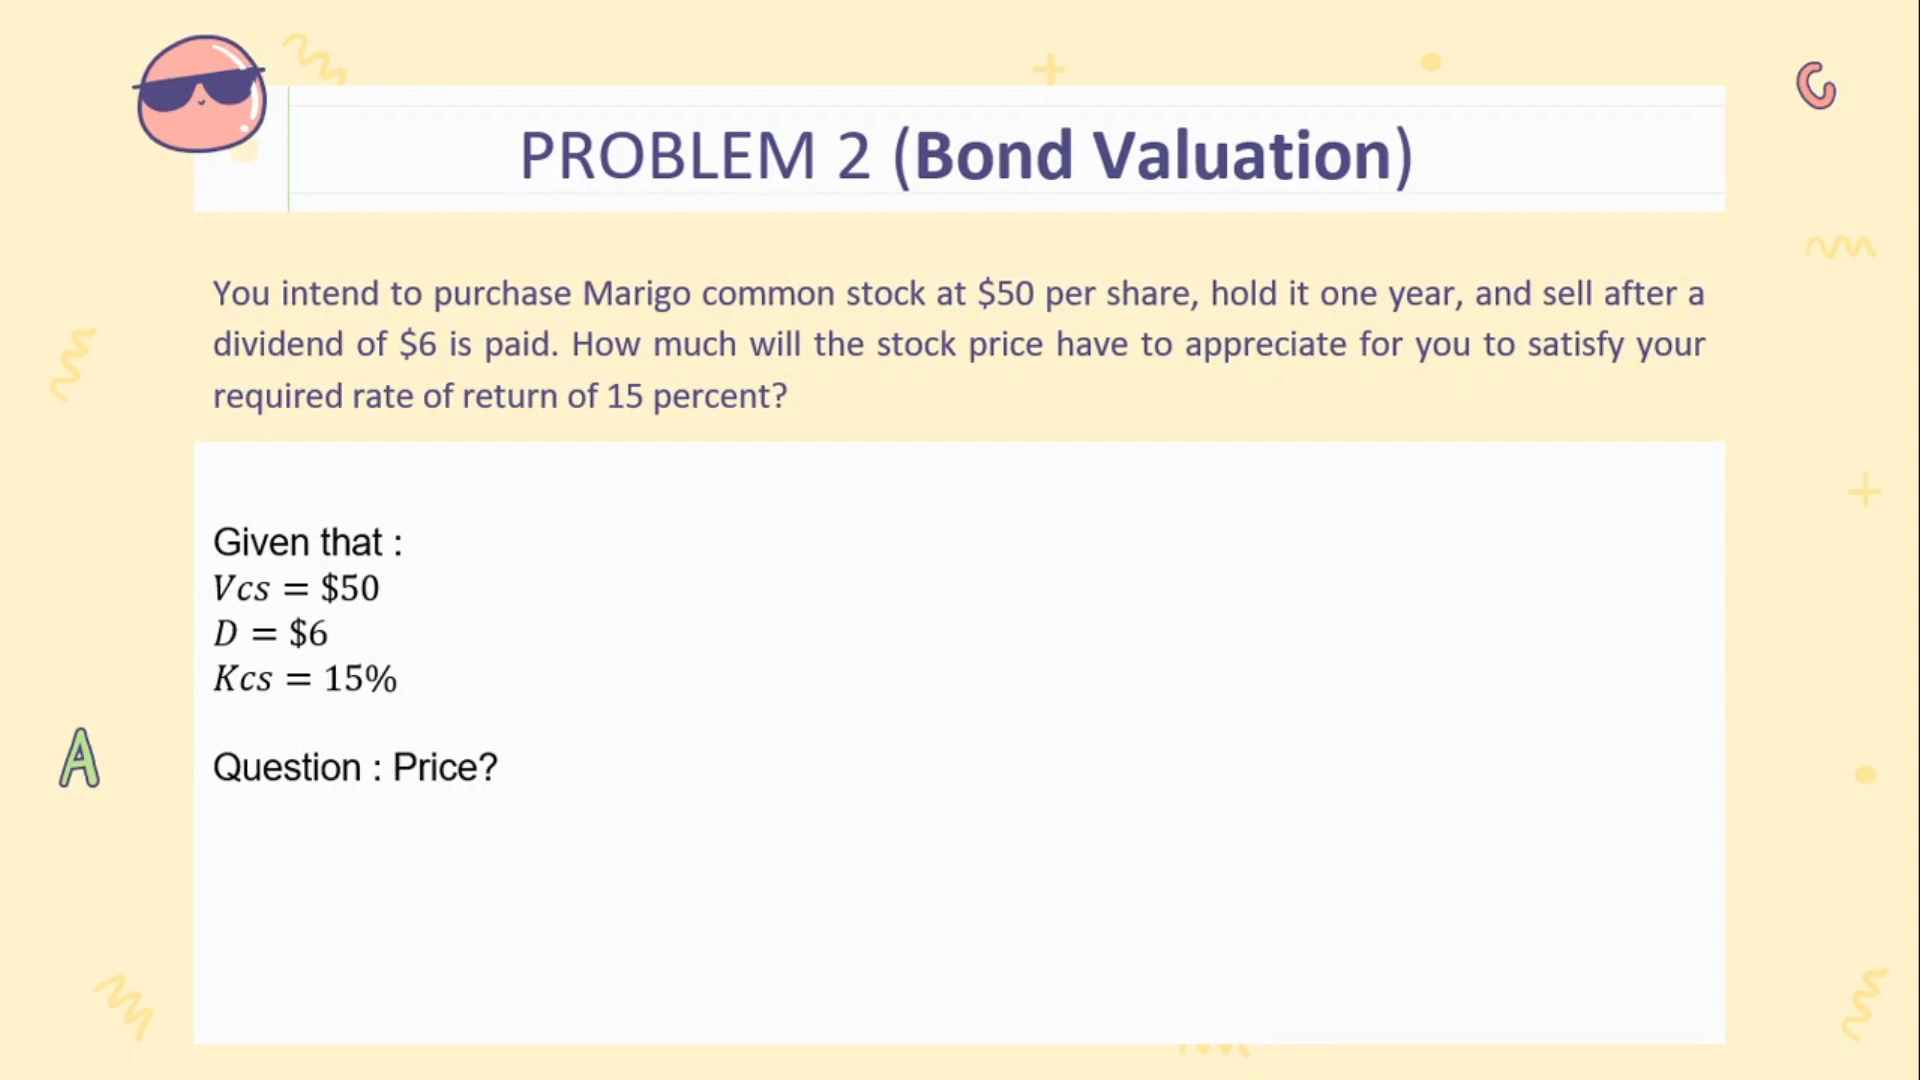 PROBLEM 2 (Bond Valuation)
You intend to purchase Marigo common stock at $50 per share, hold it one year, and sell after a
dividend of $6 is paid. How much will the stock price have to appreciate for you to satisfy your
required rate of return of 15 percent?
Given that :
Vcs = $50
D = $6
Kcs = 15%
Question : Price?
A